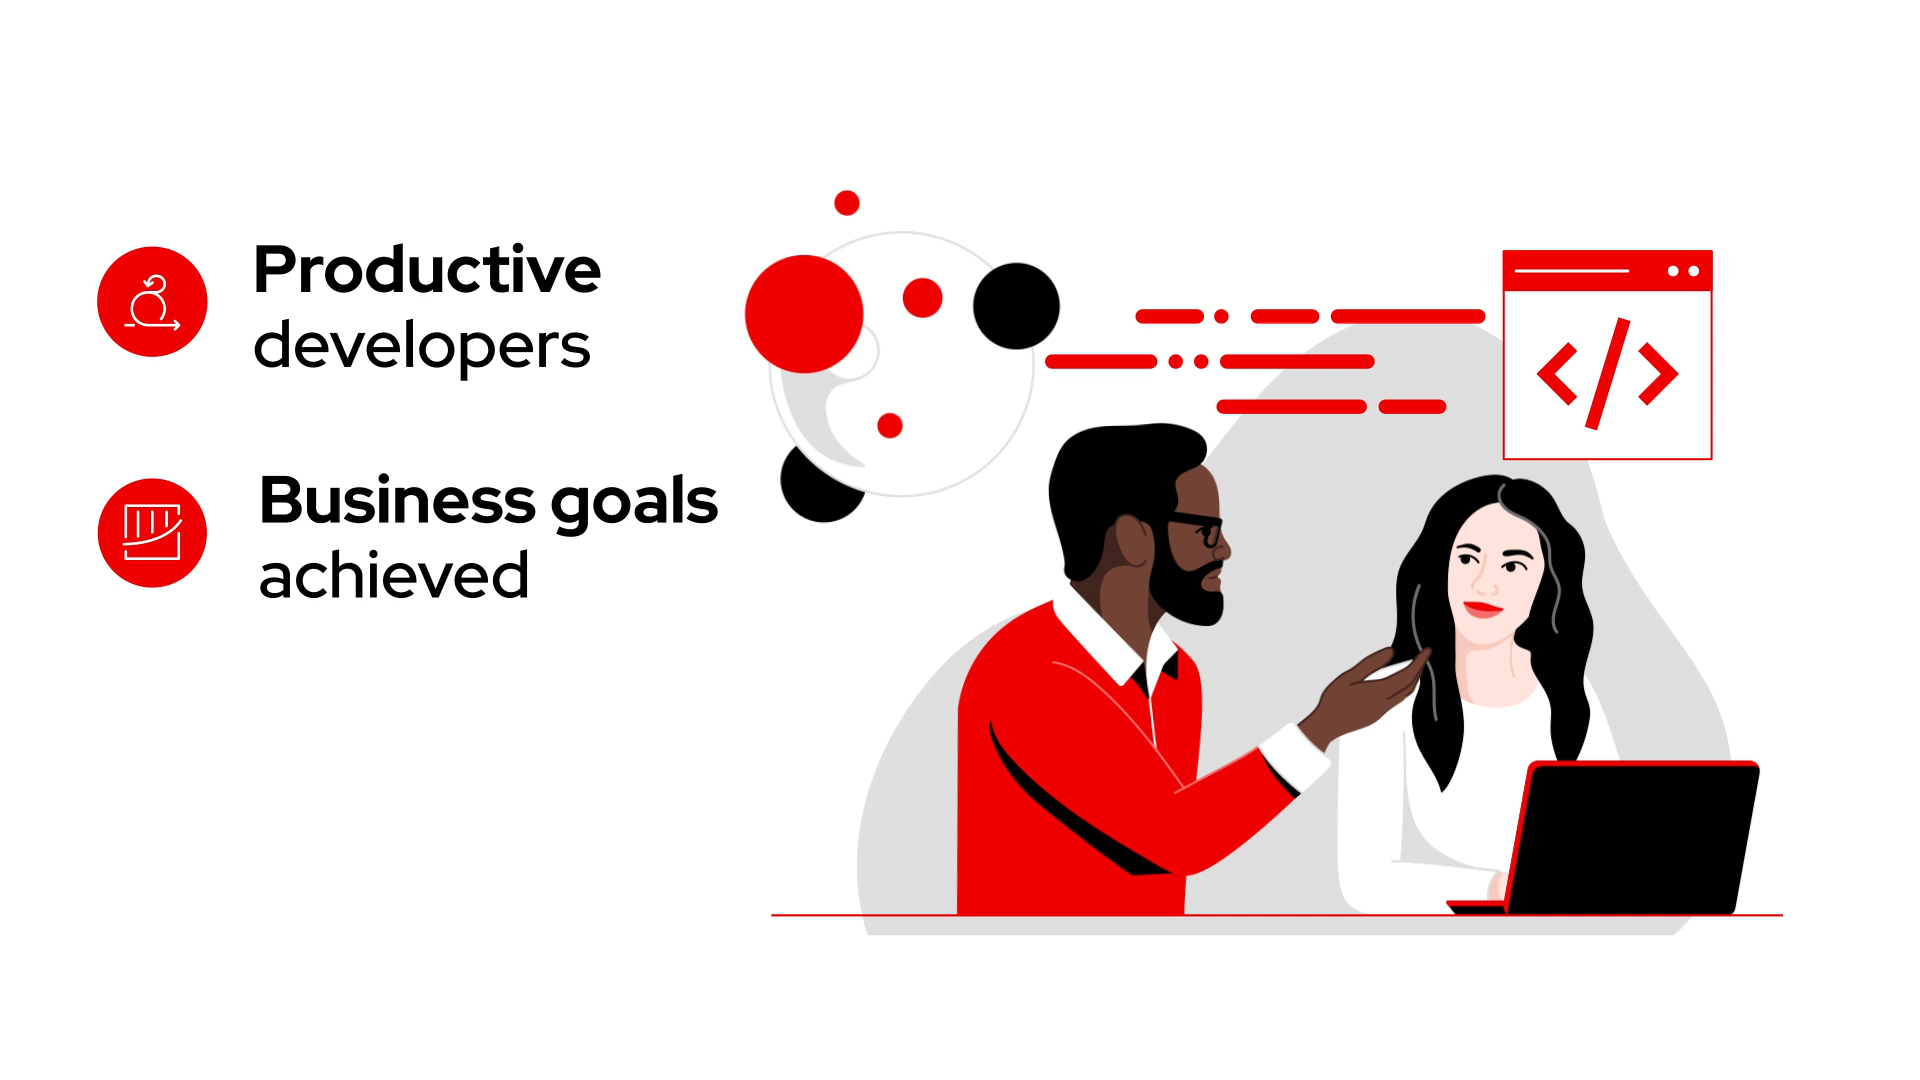 Productive
developers
Business goals
achieved
</>